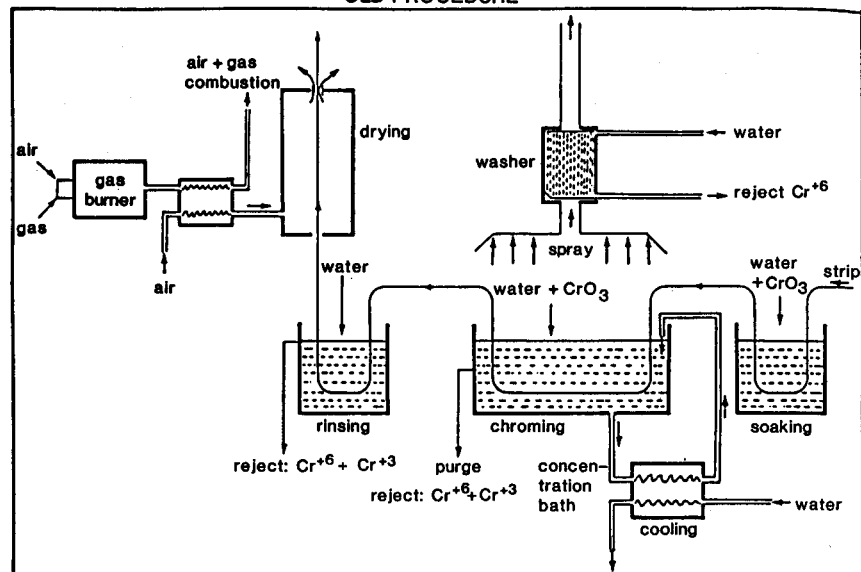 air + gas
combustion
drying
air
gas
burner
gas
air
water
washer
reject Cr+6
spray
water
water
+ CrO3
strip
water + CrO3
rinsing
chroming
soaking
reject: Cr+6 + Cr+3
purge
reject: Cr+6+Cr+3
concen-
tration
bath
water
cooling